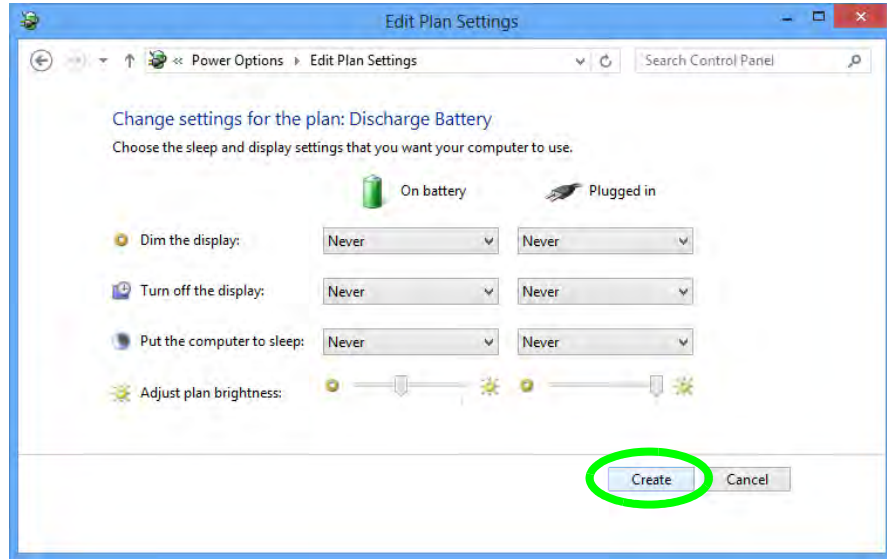 Edit Plan Settings
« Power Options Edit Plan Settings Search Control Panel
Change settings for the plan: Discharge Battery
Choose the sleep and display settings that you want your computer to use.
On battery Plugged in
Dim the display: Never Never
Turn off the display: Never Never
Put the computer to sleep: Never Never
Adjust plan brightness:
Create Cancel